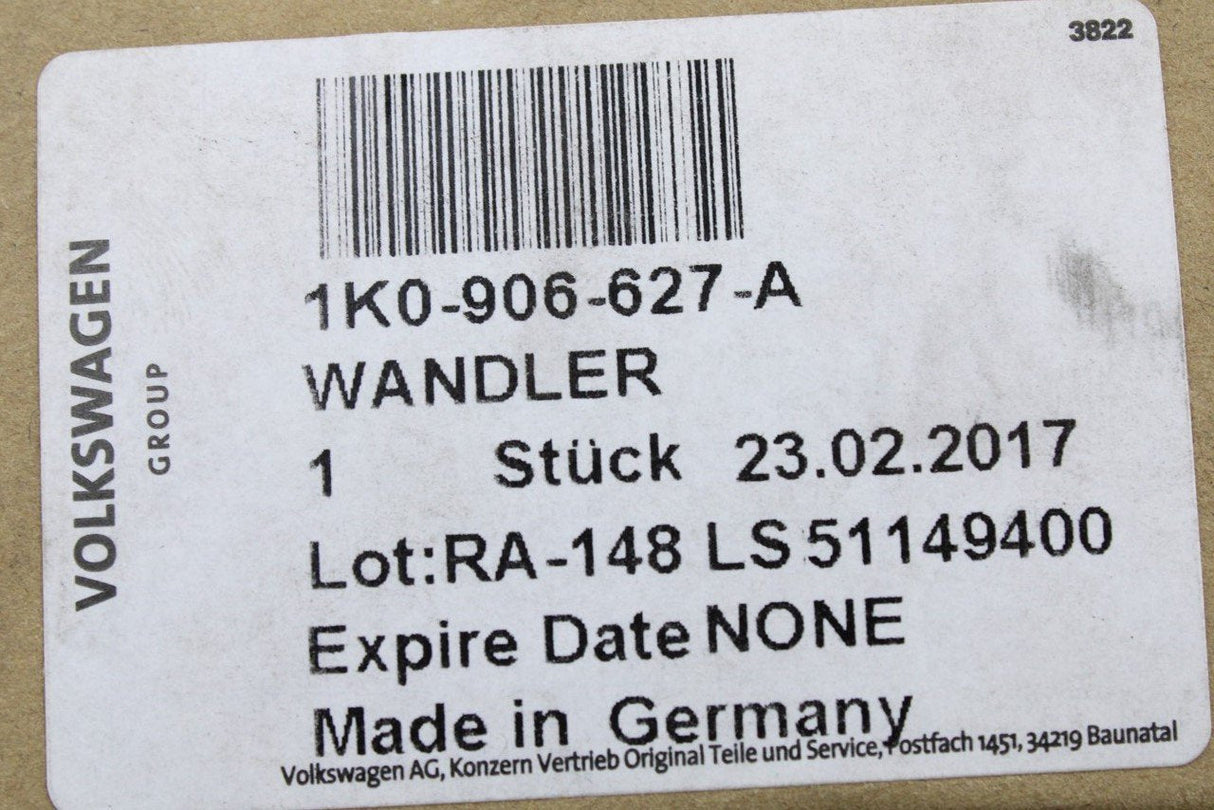 3822
VOLKSWAGEN
GROUP
1K0-906-627-A
WANDLER
1 Stück 23.02.2017
Lot:RA-148 LS 51149400
Expire Date NONE
Made in Germany
Volkswagen AG, Konzern Vertrieb Original Teile und Service, Postfach 1451, 34219 Baunatal